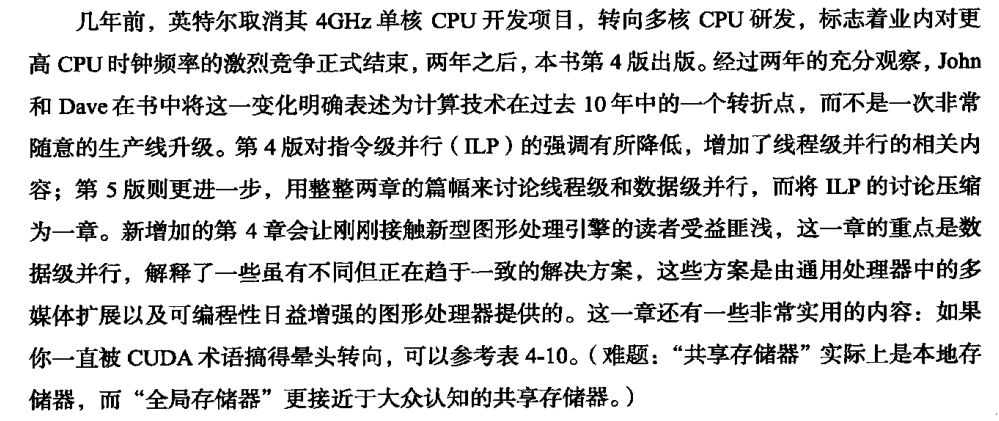 几年前，英特尔取消其 4GHz 单核 CPU 开发项目，转向多核 CPU 研发，标志着业内对更
高 CPU 时钟频率的激烈竞争正式结束，两年之后，本书第 4 版出版。经过两年的充分观察，John
和 Dave 在书中将这一变化明确表述为计算技术在过去 10 年中的一个转折点，而不是一次非常
随意的生产线升级。第 4 版对指令级并行（ILP）的强调有所降低，增加了线程级并行的相关内
容；第 5 版则更进一步，用整整两章的篇幅来讨论线程级和数据级并行，而将 ILP 的讨论压缩
为一章。新增加的第 4 章会让刚刚接触新型图形处理引擎的读者受益匪浅，这一章的重点是数
据级并行，解释了一些虽有不同但正在趋于一致的解决方案，这些方案是由通用处理器中的多
媒体扩展以及可编程性日益增强的图形处理器提供的。这一章还有一些非常实用的内容：如果
你一直被 CUDA 术语搞得晕头转向，可以参考表 4-10。（难题：“共享存储器”实际上是本地存
储器，而“全局存储器”更接近于大众认知的共享存储器。）